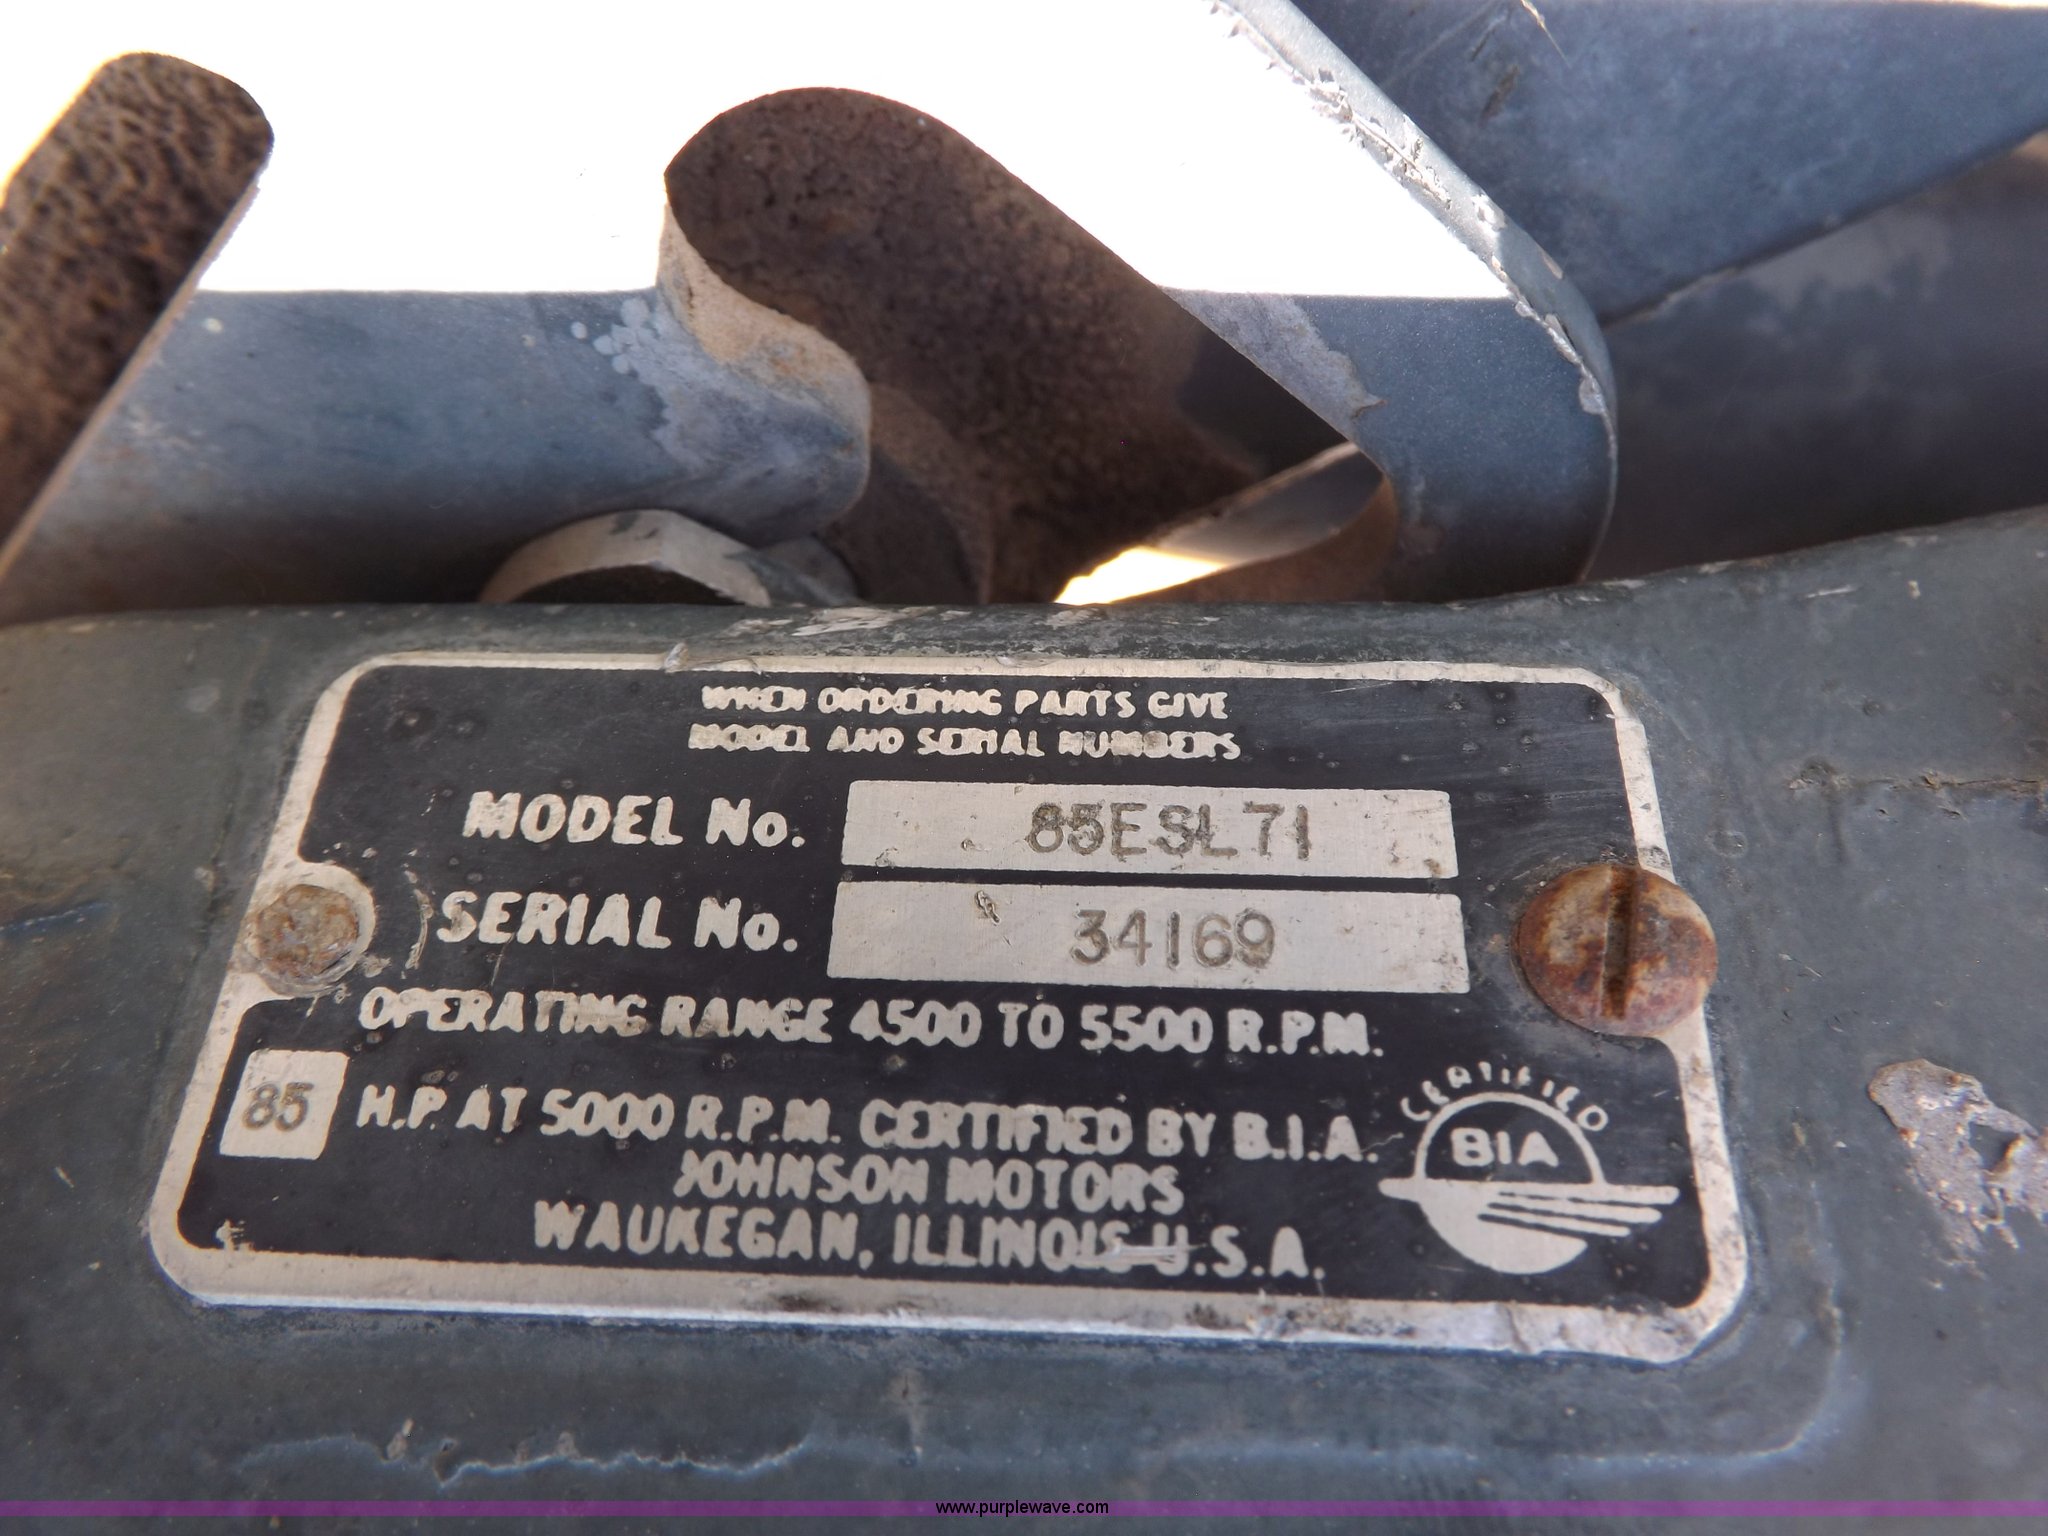 WHEN ORDERING PARTS GIVE
MODEL AND SERIAL NUMBERS
MODEL No. 85ESL71
SERIAL No. 34169
OPERATING RANGE 4500 TO 5500 R.P.M.
85 H.P. AT 5000 R.P.M. CERTIFIED BY B.I.A.
JOHNSON MOTORS
WAUKEGAN, ILLINOIS U.S.A.
CERTIFIED
BIA
www.purplewave.com